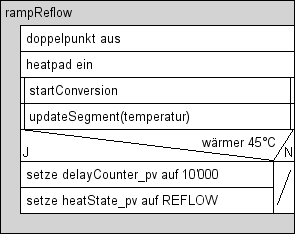 rampReflow
doppelpunkt aus
heatpad ein
startConversion
updateSegment(temperatur)
wärmer 45°C
J N
setze delayCounter_pv auf 10'000
setze heatState_pv auf REFLOW